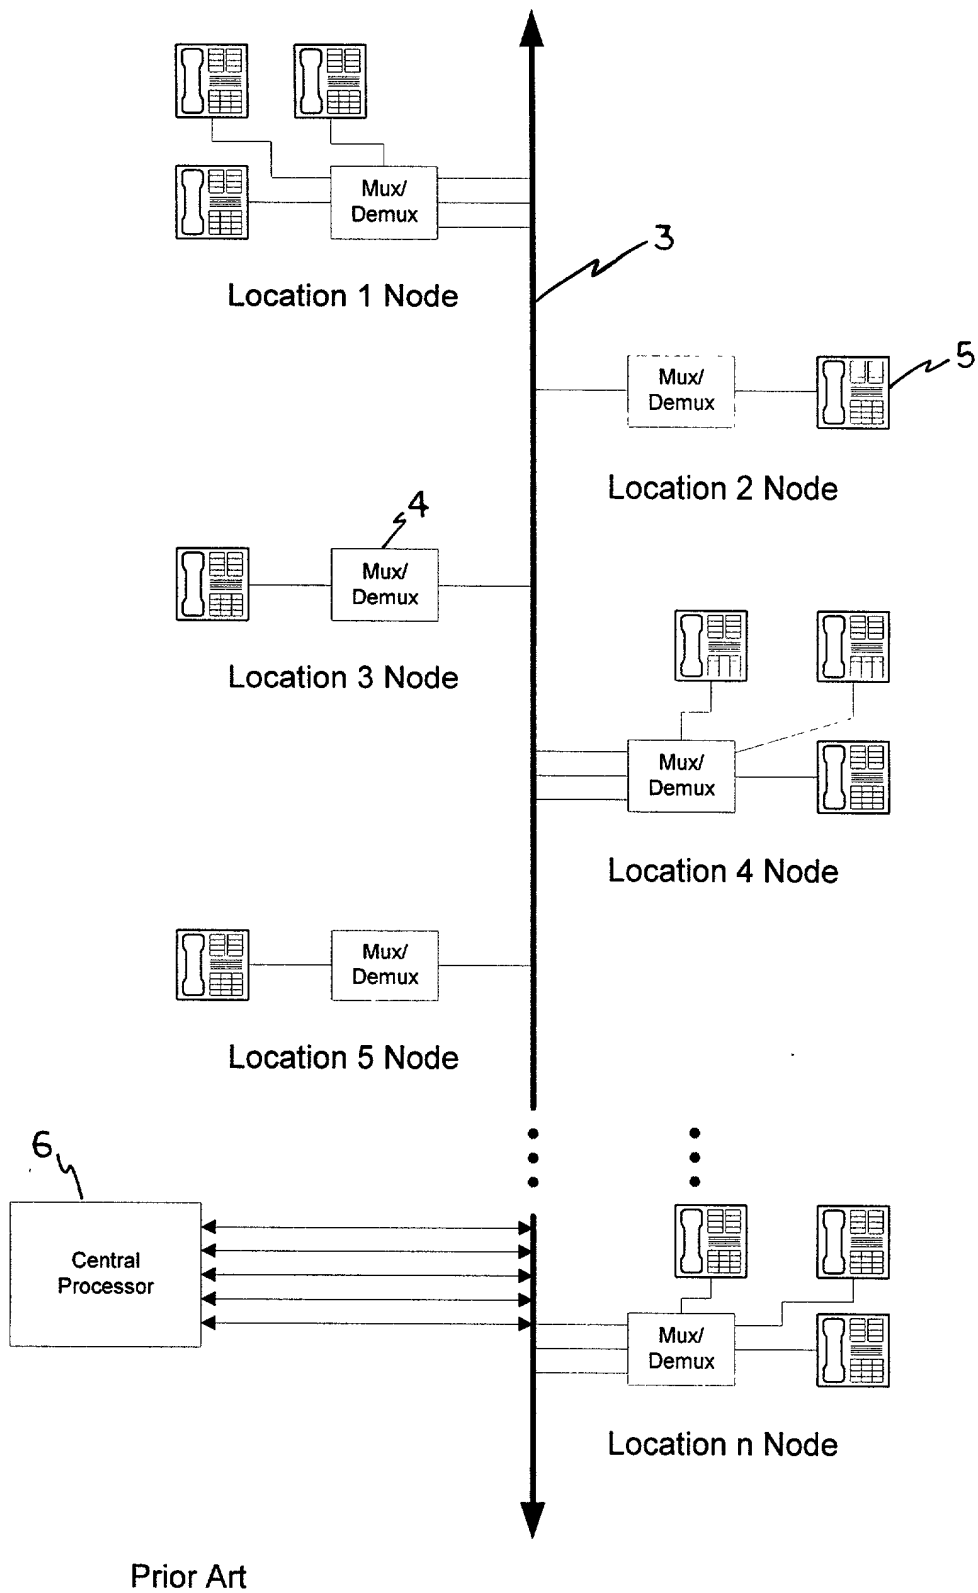 Mux/
Demux
Location 1 Node
3
Mux/
Demux
5
Location 2 Node
4
Mux/
Demux
Location 3 Node
Mux/
Demux
Location 4 Node
Mux/
Demux
Location 5 Node
6
Central
Processor
Mux/
Demux
Location n Node
Prior Art